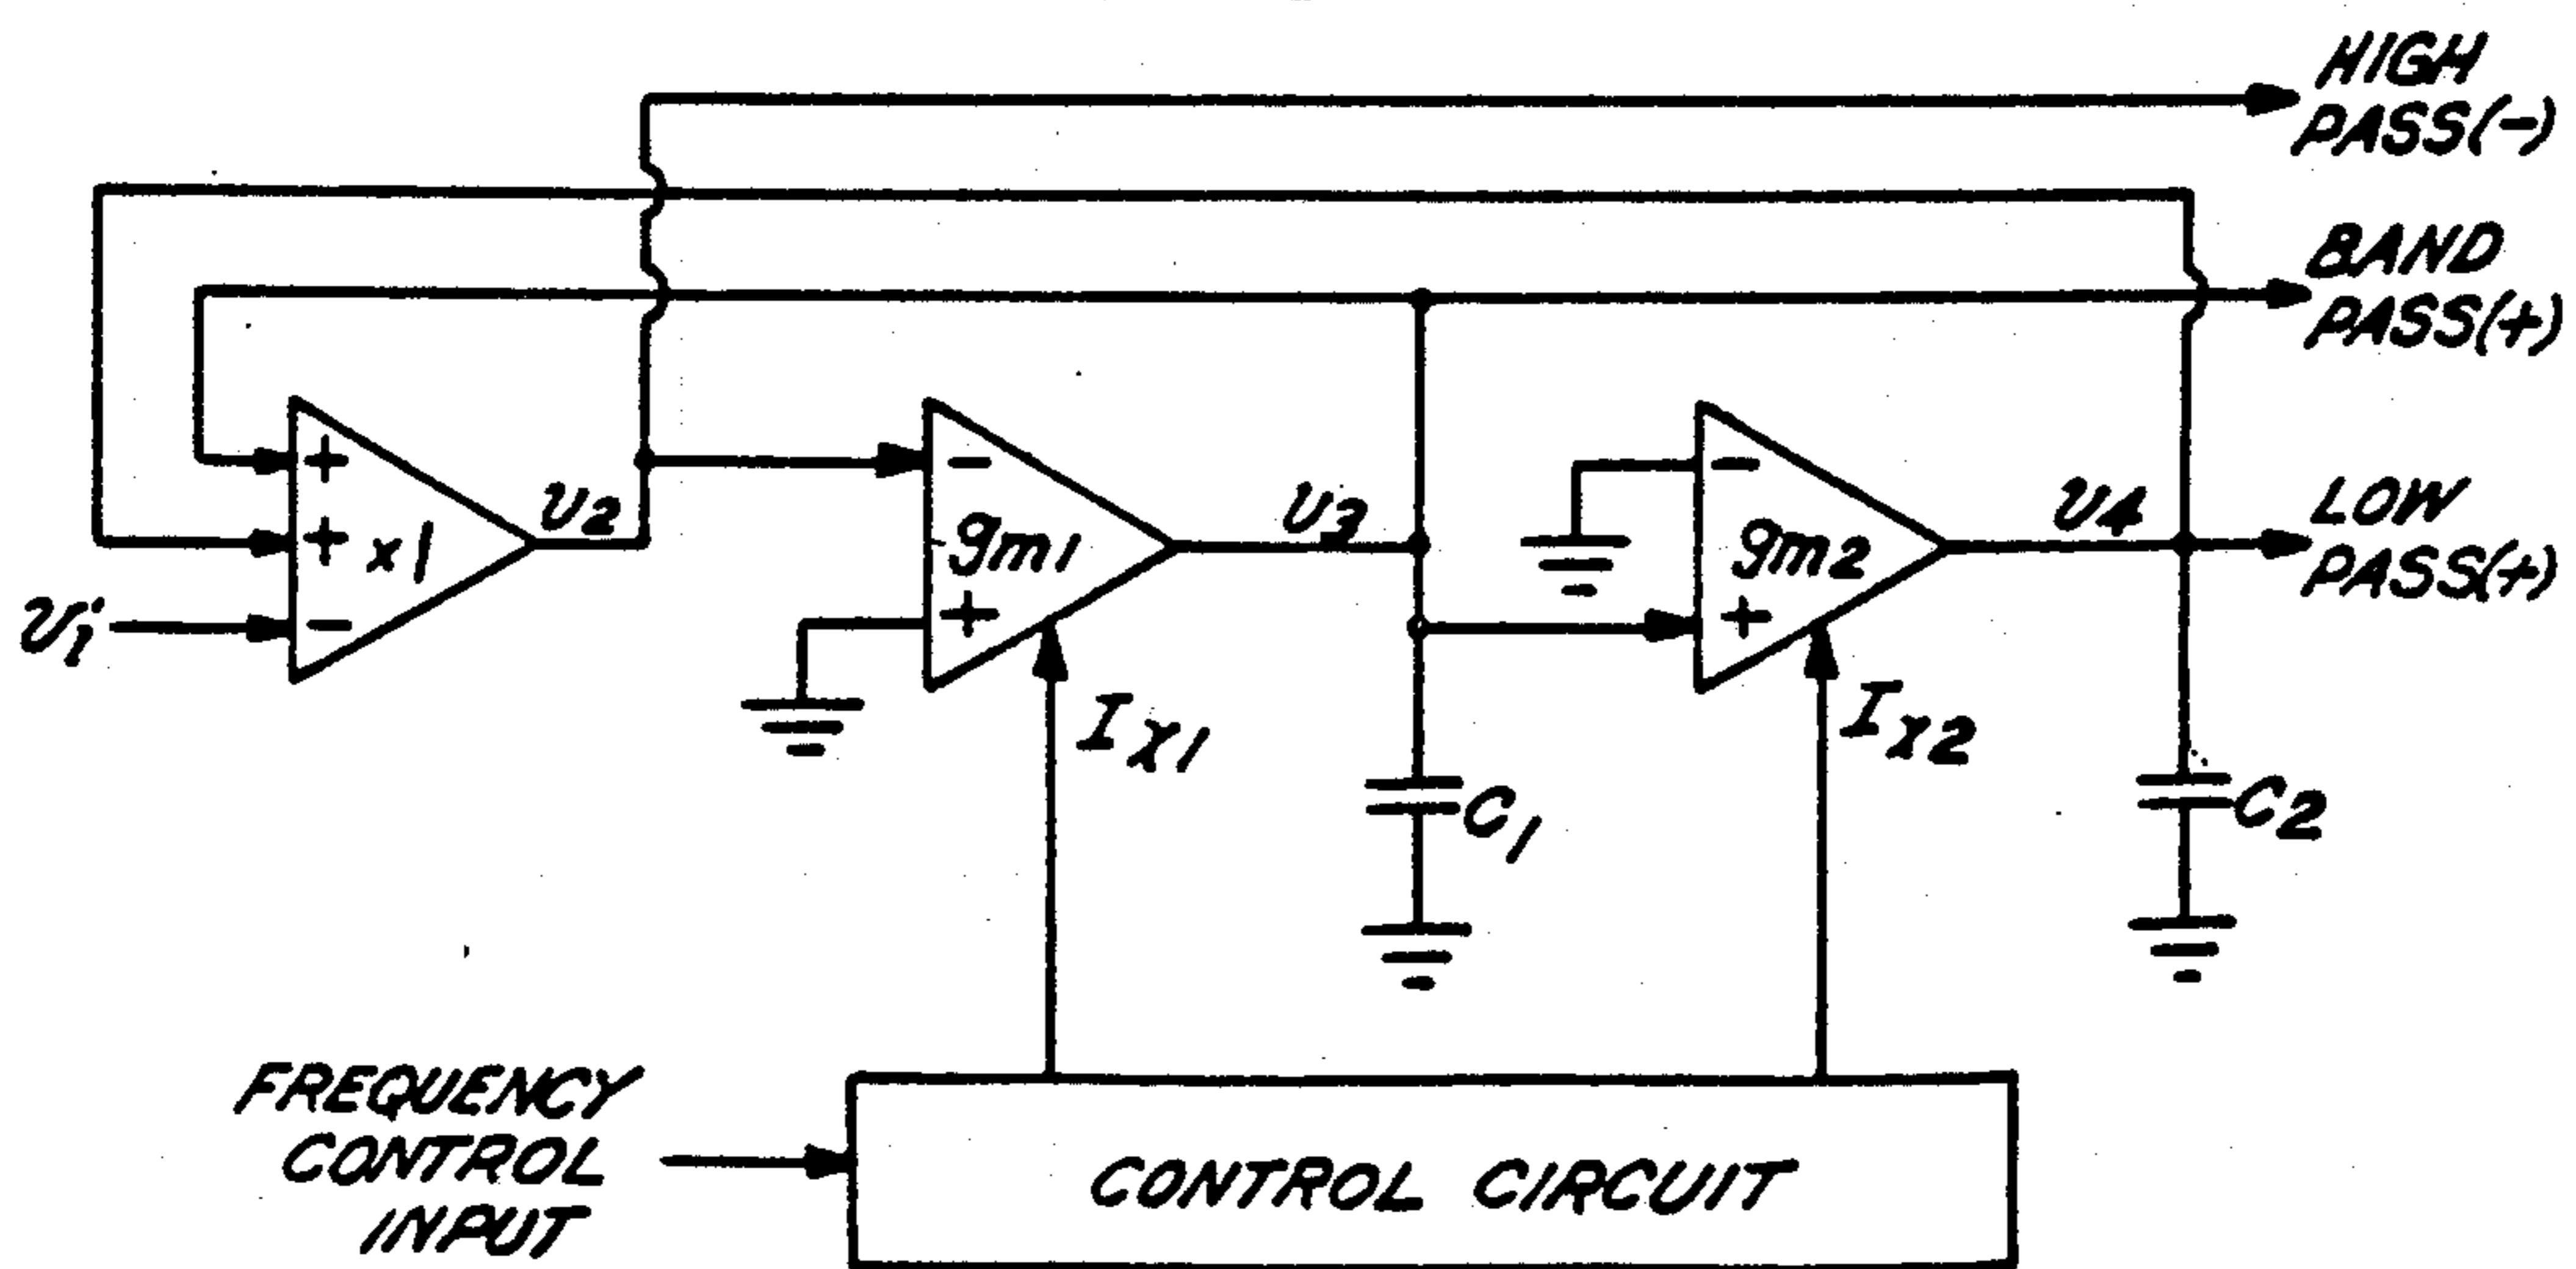 HIGH
PASS(-)
BAND
PASS(+)
LOW
PASS(+)
+
+ x1
-
vi
v2
-
gm1
+
v3
-
gm2
+
v4
Ix1
Ix2
C1
C2
FREQUENCY
CONTROL
INPUT
CONTROL CIRCUIT